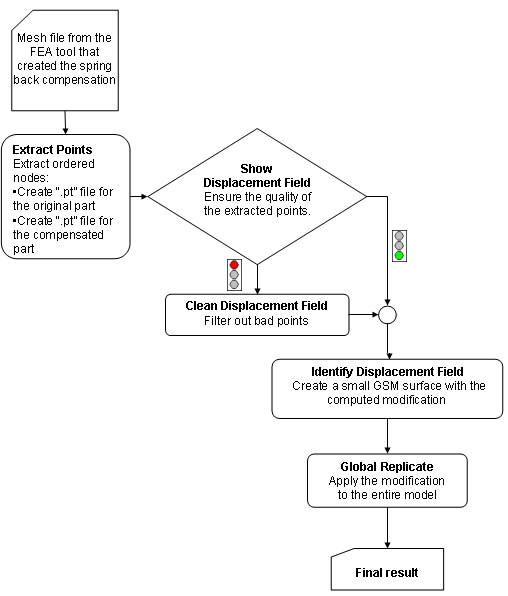 Mesh file from the
FEA tool that
created the spring
back compensation
Extract Points
Extract ordered
nodes:
•Create ".pt" file for
the original part
•Create ".pt" file for
the compensated
part
Show
Displacement Field
Ensure the quality of
the extracted points.
Clean Displacement Field
Filter out bad points
Identify Displacement Field
Create a small GSM surface with the
computed modification
Global Replicate
Apply the modification
to the entire model
Final result